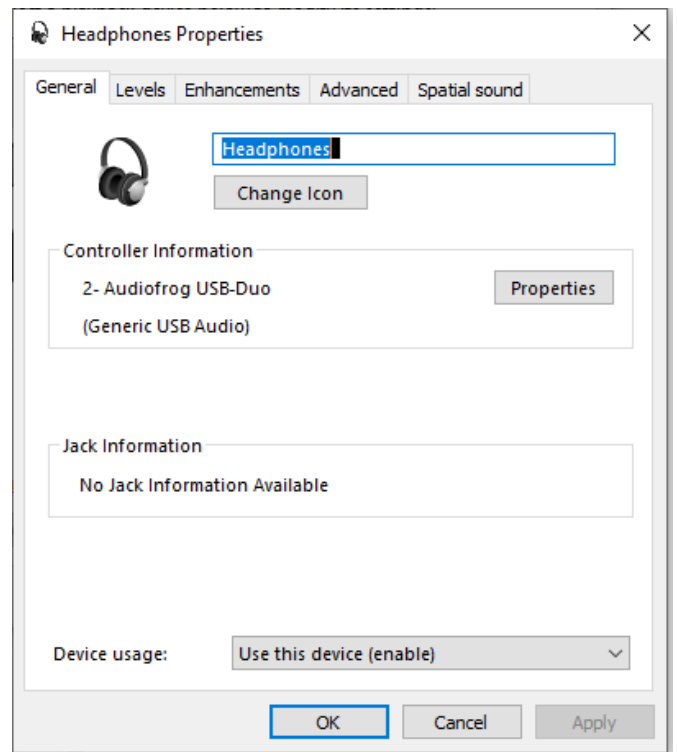 Headphones Properties
General Levels Enhancements Advanced Spatial sound
Headphones
Change Icon
Controller Information
2- Audiofrog USB-Duo
Properties
(Generic USB Audio)
Jack Information
No Jack Information Available
Device usage: Use this device (enable)
OK Cancel Apply